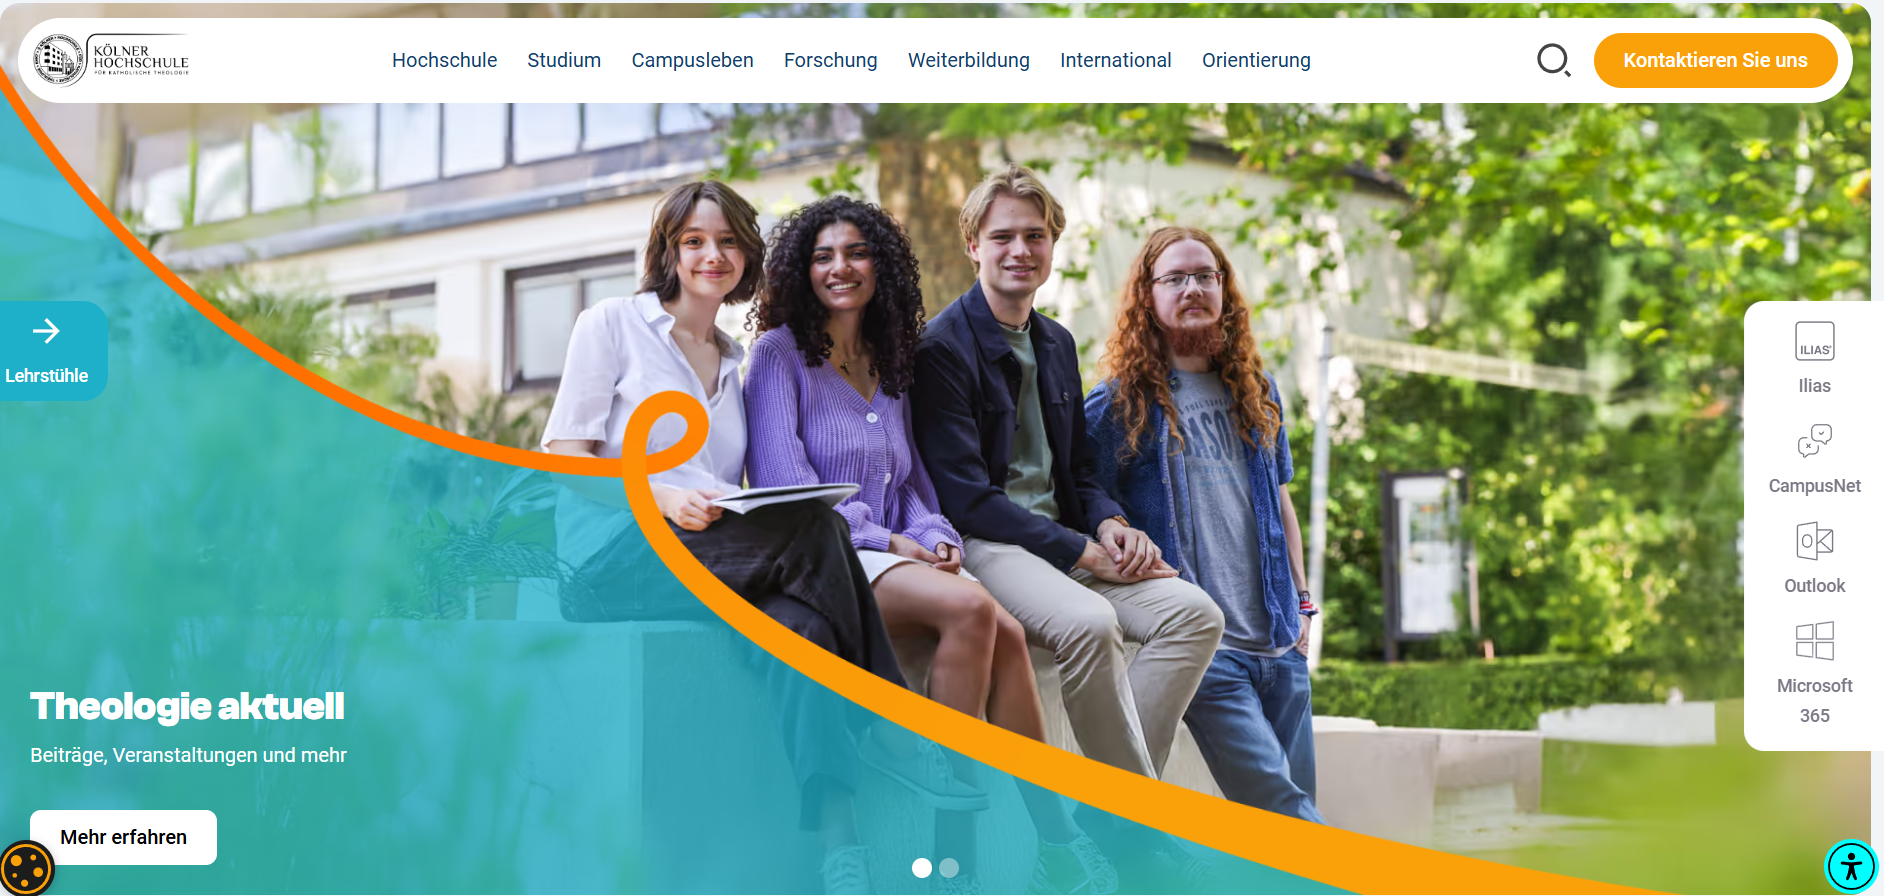 KÖLNER
HOCHSCHULE
FÜR KATHOLISCHE THEOLOGIE
Hochschule
Studium
Campusleben
Forschung
Weiterbildung
International
Orientierung
Kontaktieren Sie uns
Lehrstühle
ILIAS
Ilias
CampusNet
Outlook
Microsoft
365
Theologie aktuell
Beiträge, Veranstaltungen und mehr
Mehr erfahren